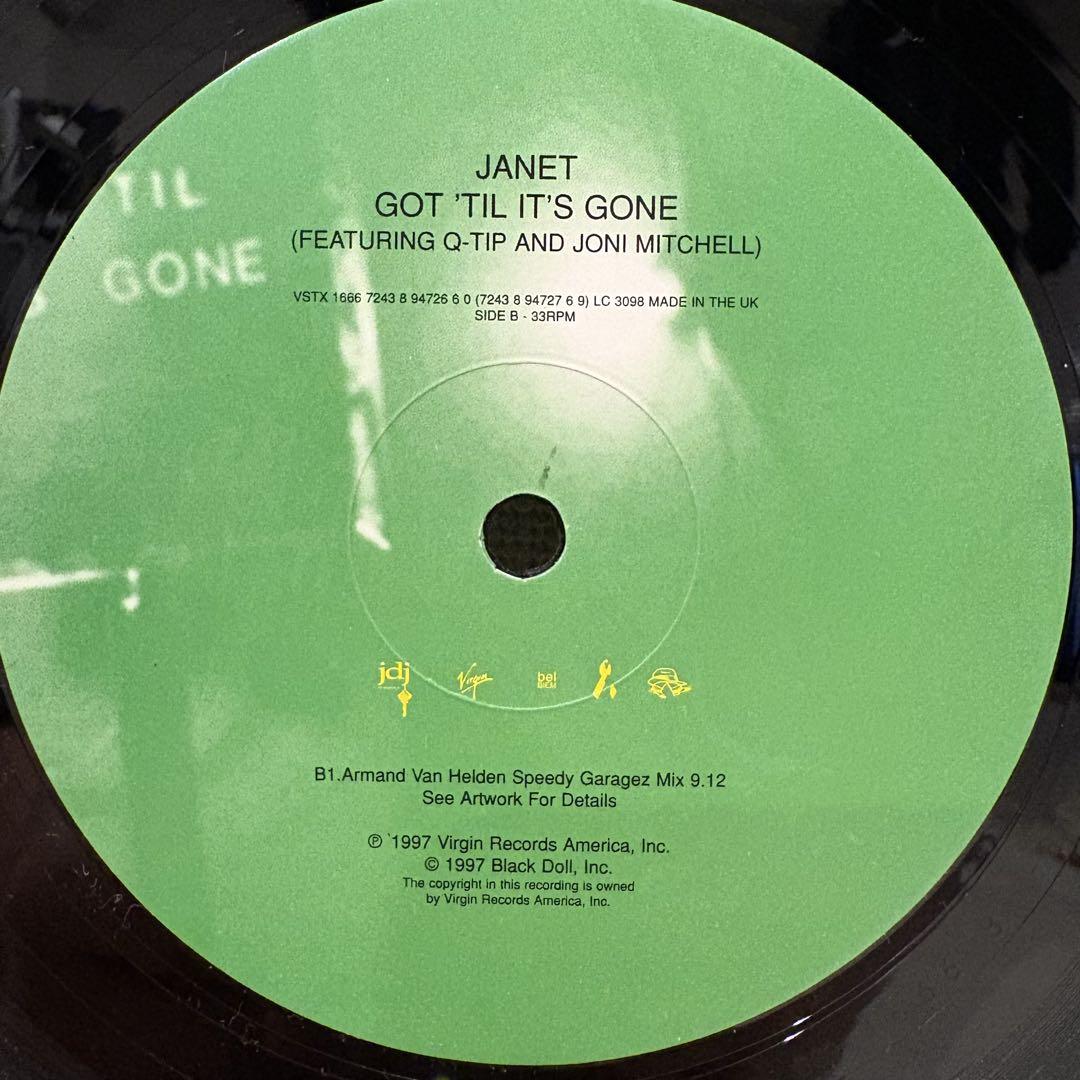 TIL
GONE
JANET
GOT 'TIL IT'S GONE
(FEATURING Q-TIP AND JONI MITCHELL)
VSTX 1666 7243 8 94726 6 0 (7243 8 94727 6 9) LC 3098 MADE IN THE UK
SIDE B - 33RPM
jdj
Virgin
bel
BIEM
B1.Armand Van Helden Speedy Garagez Mix 9.12
See Artwork For Details
℗ 1997 Virgin Records America, Inc.
© 1997 Black Doll, Inc.
The copyright in this recording is owned
by Virgin Records America, Inc.